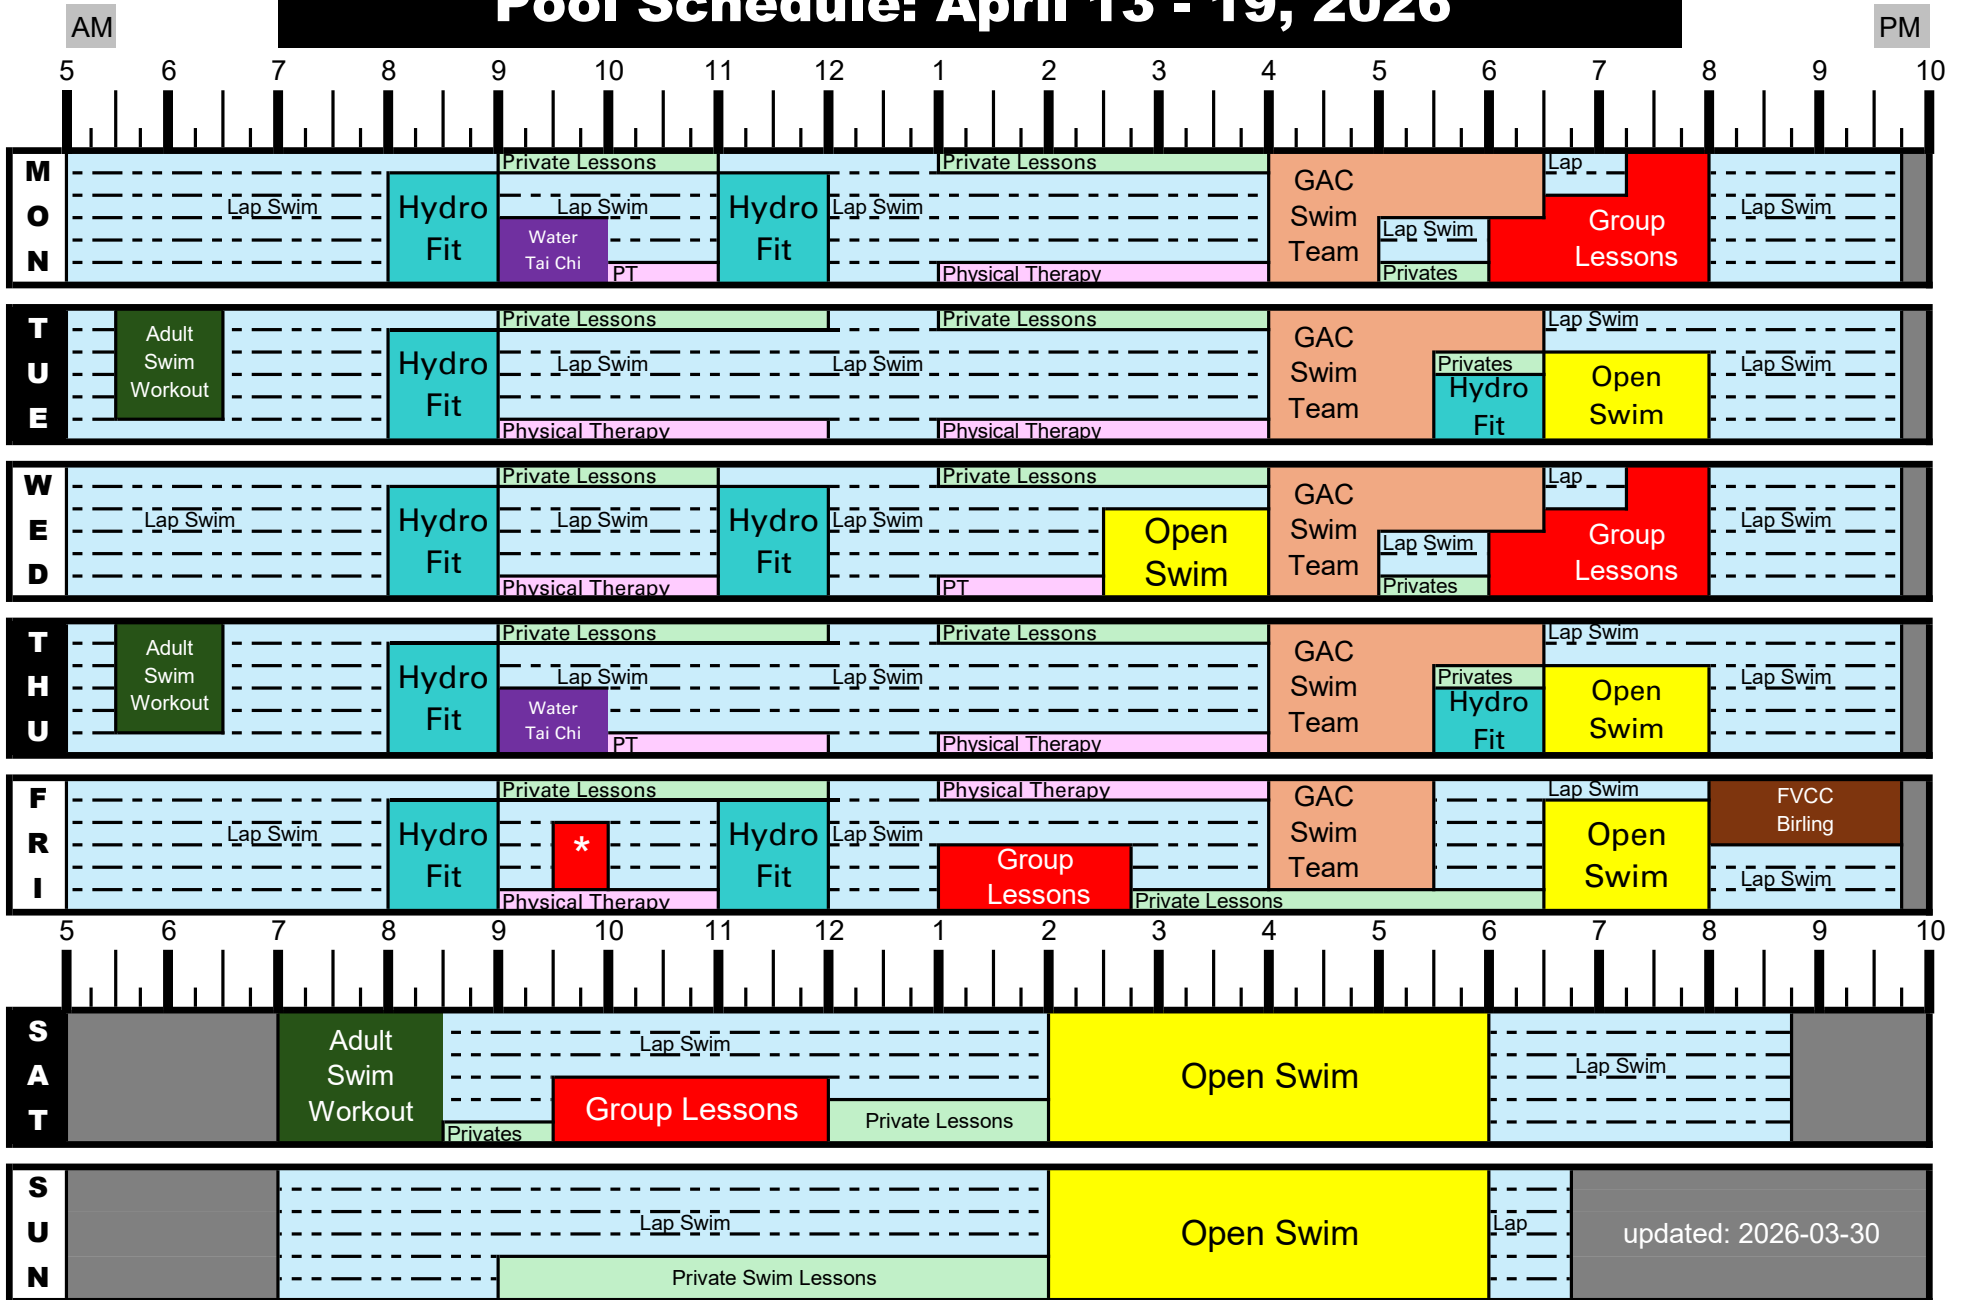 Pool Schedule: April 13 - 19, 2026
AM
PM
5 6 7 8 9 10 11 12 1 2 3 4 5 6 7 8 9 10
MON
Private Lessons
Private Lessons
Lap
GAC
Swim
Team
Lap Swim
Hydro
Fit
Lap Swim
Hydro
Fit
Lap Swim
Lap Swim
Group
Lessons
Lap Swim
Water
Tai Chi
PT
Physical Therapy
Privates
TUE
Adult
Swim
Workout
Private Lessons
Private Lessons
GAC
Swim
Team
Lap Swim
Hydro
Fit
Lap Swim
Lap Swim
Privates
Hydro
Fit
Open
Swim
Lap Swim
Physical Therapy
Physical Therapy
WED
Private Lessons
Private Lessons
Lap
GAC
Swim
Team
Lap Swim
Hydro
Fit
Lap Swim
Hydro
Fit
Lap Swim
Open
Swim
Lap Swim
Group
Lessons
Lap Swim
Physical Therapy
PT
Privates
THU
Adult
Swim
Workout
Private Lessons
Private Lessons
GAC
Swim
Team
Lap Swim
Hydro
Fit
Lap Swim
Lap Swim
Privates
Hydro
Fit
Open
Swim
Lap Swim
Water
Tai Chi
PT
Physical Therapy
FRI
Private Lessons
Physical Therapy
GAC
Swim
Team
Lap Swim
FVCC
Birling
Lap Swim
Hydro
Fit
*
Hydro
Fit
Lap Swim
Group
Lessons
Open
Swim
Lap Swim
Physical Therapy
Private Lessons
5 6 7 8 9 10 11 12 1 2 3 4 5 6 7 8 9 10
SAT
Adult
Swim
Workout
Lap Swim
Privates
Group Lessons
Private Lessons
Open Swim
Lap Swim
SUN
Lap Swim
Private Swim Lessons
Open Swim
Lap
updated: 2026-03-30